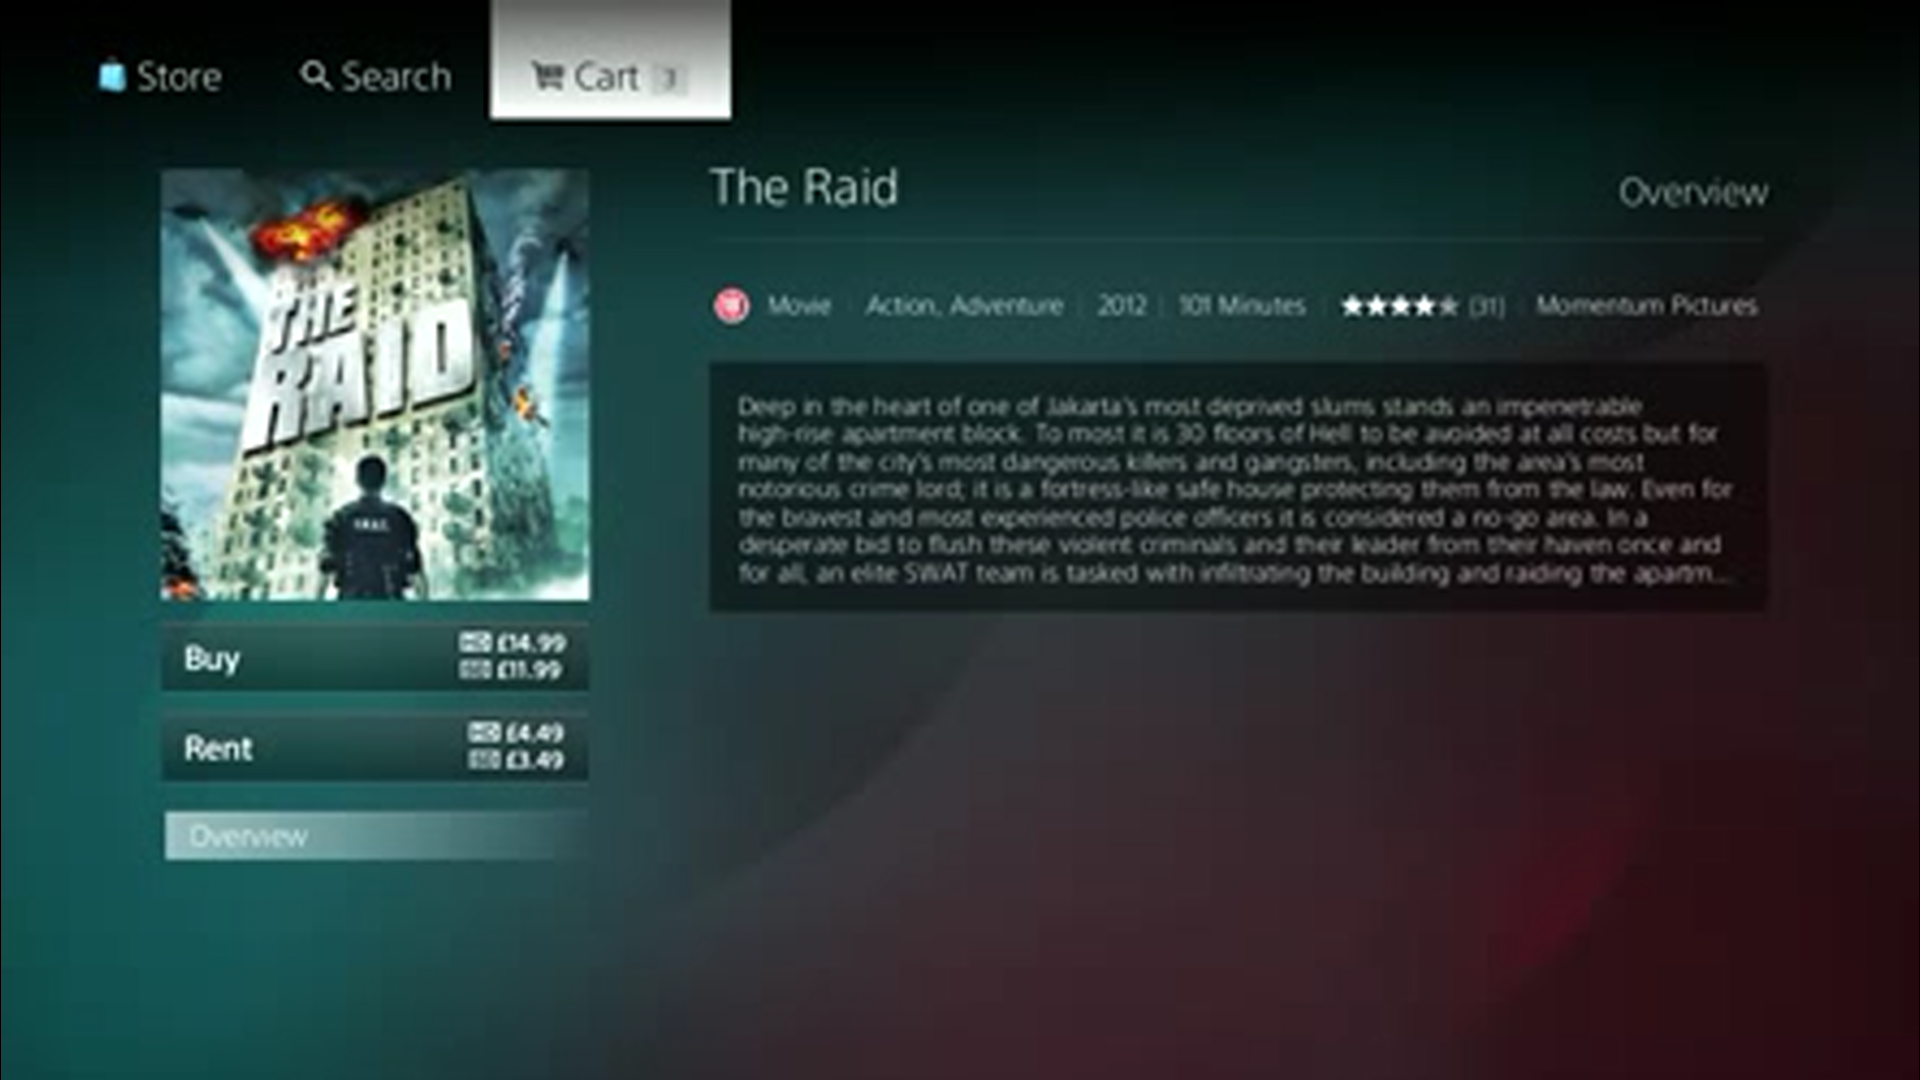 Store
Search
Cart 3
The Raid
Overview
Movie
Action, Adventure
2012
101 Minutes
(31)
Momentum Pictures
THE
RAID
S.W.A.T.
Deep in the heart of one of Jakarta's most deprived slums stands an impenetrable
high-rise apartment block. To most it is 30 floors of Hell to be avoided at all costs but for
many of the city's most dangerous killers and gangsters, including the area's most
notorious crime lord; it is a fortress-like safe house protecting them from the law. Even for
the bravest and most experienced police officers it is considered a no-go area. In a
desperate bid to flush these violent criminals and their leader from their haven once and
for all, an elite SWAT team is tasked with infiltrating the building and raiding the apartm...
Buy
HD £14.99
SD £11.99
Rent
HD £4.49
SD £3.49
Overview